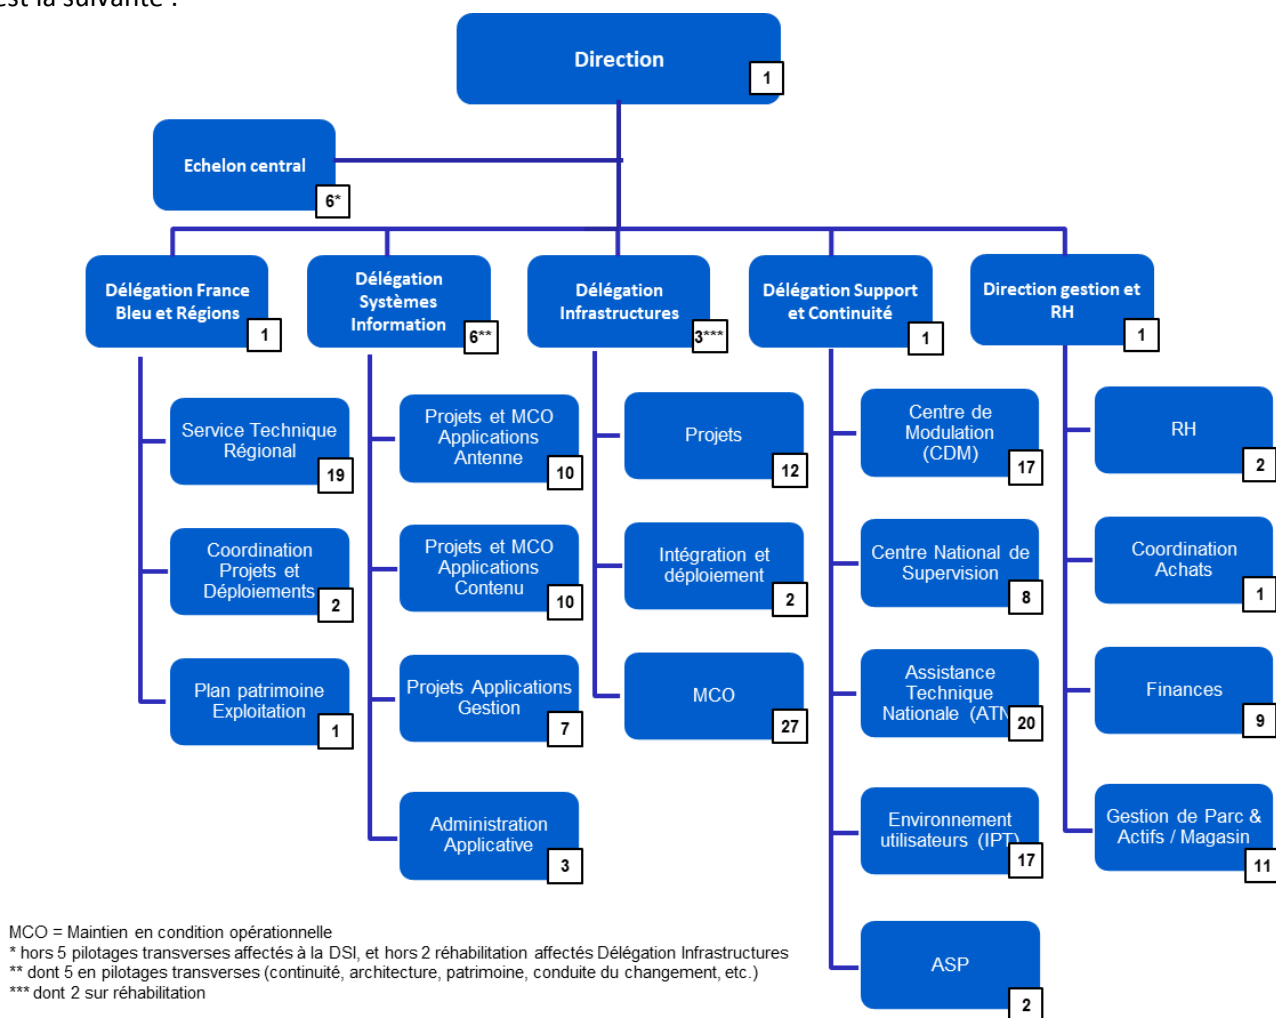 est la suivante :
Direction
1
Echelon central
6*
Délégation France
Bleu et Régions
1
Délégation
Systèmes
Information
6**
Délégation
Infrastructures
3***
Délégation Support
et Continuité
1
Direction gestion et
RH
1
Service Technique
Régional
19
Coordination
Projets et
Déploiements
2
Plan patrimoine
Exploitation
1
Projets et MCO
Applications
Antenne
10
Projets et MCO
Applications
Contenu
10
Projets Applications
Gestion
7
Administration
Applicative
3
Projets
12
Intégration et
déploiement
2
MCO
27
Centre de
Modulation
(CDM)
17
Centre National de
Supervision
8
Assistance
Technique
Nationale (ATN
20
Environnement
utilisateurs (IPT)
17
ASP
2
RH
2
Coordination
Achats
1
Finances
9
Gestion de Parc &
Actifs / Magasin
11
MCO = Maintien en condition opérationnelle
* hors 5 pilotages transverses affectés à la DSI, et hors 2 réhabilitation affectés Délégation Infrastructures
** dont 5 en pilotages transverses (continuité, architecture, patrimoine, conduite du changement, etc.)
*** dont 2 sur réhabilitation